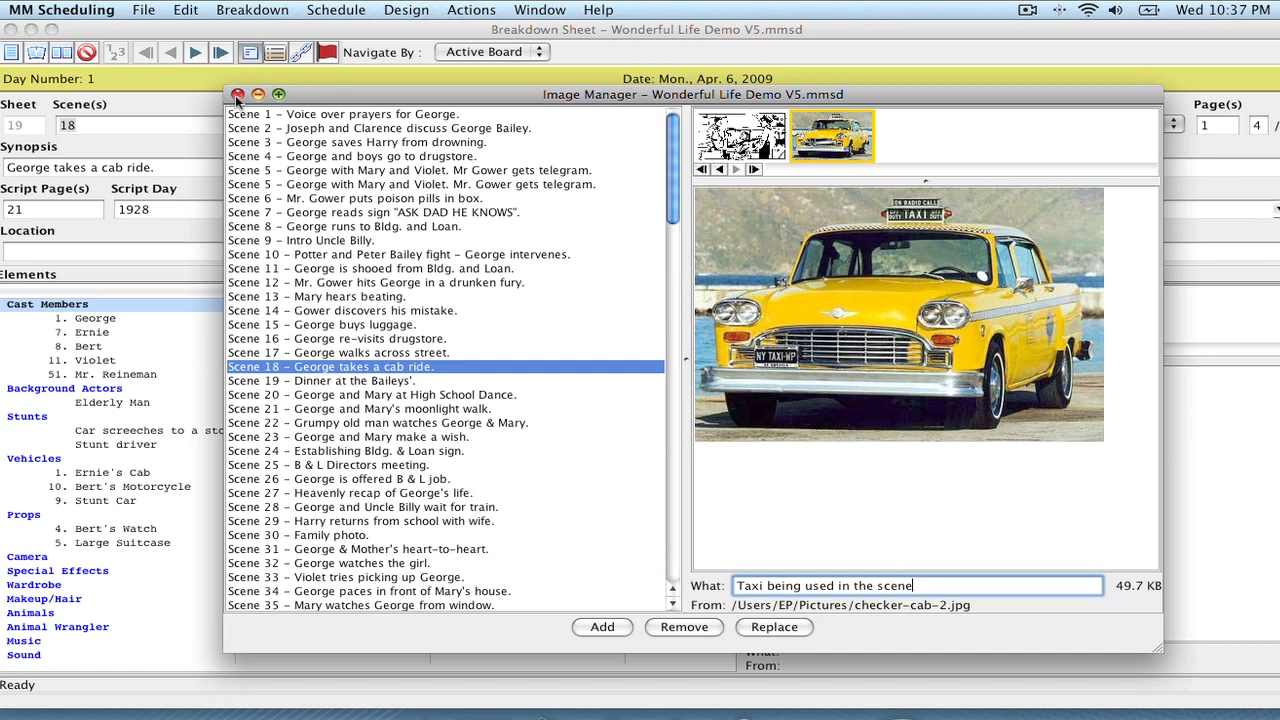 MM Scheduling File Edit Breakdown Schedule Design Actions Window Help Wed 10:37 PM
Breakdown Sheet – Wonderful Life Demo V5.mmsd
1 2 3 Navigate By : Active Board
Day Number: 1 Date: Mon., Apr. 6, 2009
Image Manager – Wonderful Life Demo V5.mmsd
Sheet Scene(s) Page(s)
19 18 1 4 /
Synopsis
George takes a cab ride.
Script Page(s) Script Day
21 1928
Location
Elements
Cast Members
1. George
7. Ernie
8. Bert
11. Violet
51. Mr. Reineman
Background Actors
Elderly Man
Stunts
Car screeches to a sto
Stunt driver
Vehicles
1. Ernie's Cab
10. Bert's Motorcycle
9. Stunt Car
Props
4. Bert's Watch
5. Large Suitcase
Camera
Special Effects
Wardrobe
Makeup/Hair
Animals
Animal Wrangler
Music
Sound
Scene 1 – Voice over prayers for George.
Scene 2 – Joseph and Clarence discuss George Bailey.
Scene 3 – George saves Harry from drowning.
Scene 4 – George and boys go to drugstore.
Scene 5 – George with Mary and Violet. Mr Gower gets telegram.
Scene 5 – George with Mary and Violet. Mr. Gower gets telegram.
Scene 6 – Mr. Gower puts poison pills in box.
Scene 7 – George reads sign "ASK DAD HE KNOWS".
Scene 8 – George runs to Bldg. and Loan.
Scene 9 – Intro Uncle Billy.
Scene 10 – Potter and Peter Bailey fight – George intervenes.
Scene 11 – George is shooed from Bldg. and Loan.
Scene 12 – Mr. Gower hits George in a drunken fury.
Scene 13 – Mary hears beating.
Scene 14 – Gower discovers his mistake.
Scene 15 – George buys luggage.
Scene 16 – George re-visits drugstore.
Scene 17 – George walks across street.
Scene 18 – George takes a cab ride.
Scene 19 – Dinner at the Baileys'.
Scene 20 – George and Mary at High School Dance.
Scene 21 – George and Mary's moonlight walk.
Scene 22 – Grumpy old man watches George & Mary.
Scene 23 – George and Mary make a wish.
Scene 24 – Establishing Bldg. & Loan sign.
Scene 25 – B & L Directors meeting.
Scene 26 – George is offered B & L job.
Scene 27 – Heavenly recap of George's life.
Scene 28 – George and Uncle Billy wait for train.
Scene 29 – Harry returns from school with wife.
Scene 30 – Family photo.
Scene 31 – George & Mother's heart-to-heart.
Scene 32 – George watches the girl.
Scene 33 – Violet tries picking up George.
Scene 34 – George paces in front of Mary's house.
Scene 35 – Mary watches George from window.
ON RADIO CALL
OFF DUTY TAXI OFF DUTY
NY TAXI-WP
What: Taxi being used in the scene 49.7 KB
From: /Users/EP/Pictures/checker-cab-2.jpg
Add Remove Replace
What:
From:
Ready